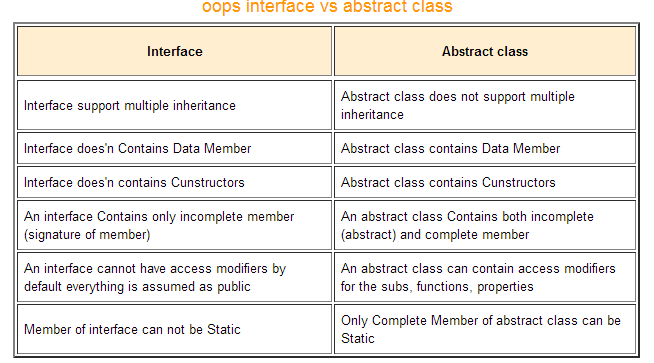 oops interface vs abstract class
Interface
Abstract class
Interface support multiple inheritance
Abstract class does not support multiple
inheritance
Interface does'n Contains Data Member
Abstract class contains Data Member
Interface does'n contains Cunstructors
Abstract class contains Cunstructors
An interface Contains only incomplete member
(signature of member)
An abstract class Contains both incomplete
(abstract) and complete member
An interface cannot have access modifiers by
default everything is assumed as public
An abstract class can contain access modifiers
for the subs, functions, properties
Member of interface can not be Static
Only Complete Member of abstract class can be
Static